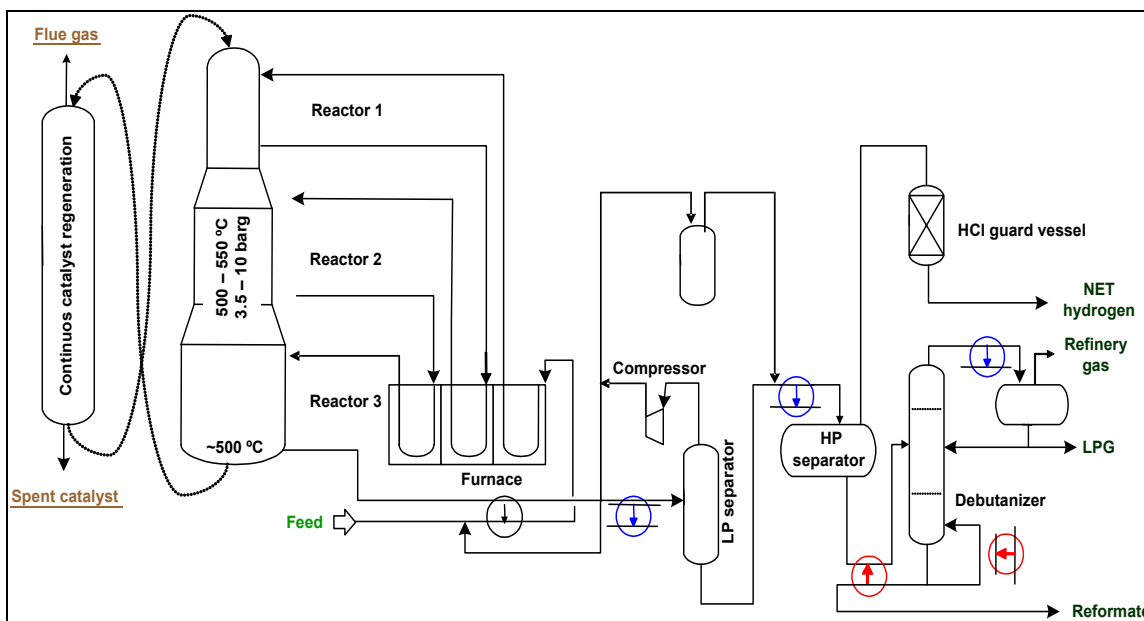 Flue gas
Continuos catalyst regeneration
Spent catalyst
Reactor 1
500 – 550 ºC
3.5 – 10 barg
Reactor 2
Reactor 3
~500 ºC
Furnace
Feed
Compressor
LP separator
HP
separator
HCl guard vessel
NET
hydrogen
Refinery
gas
LPG
Debutanizer
Reformate